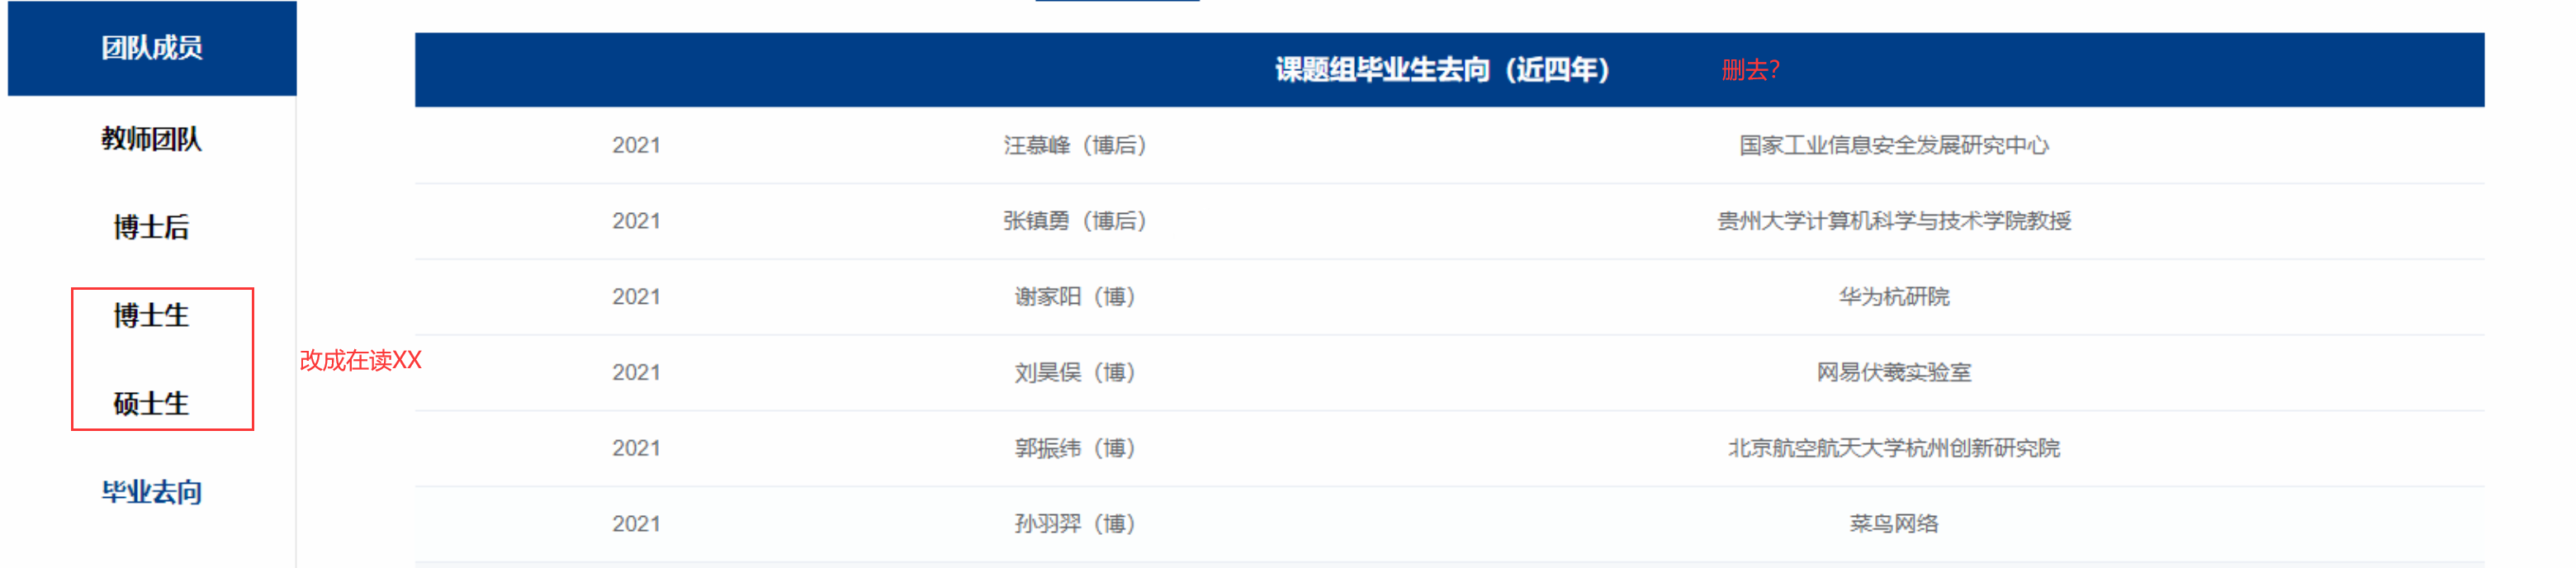 团队成员
教师团队
博士后
博士生
硕士生
改成在读XX
毕业去向
课题组毕业生去向（近四年） 删去?
2021 汪慕峰（博后） 国家工业信息安全发展研究中心
2021 张镇勇（博后） 贵州大学计算机科学与技术学院教授
2021 谢家阳（博） 华为杭研院
2021 刘昊俣（博） 网易伏羲实验室
2021 郭振纬（博） 北京航空航天大学杭州创新研究院
2021 孙羽羿（博） 菜鸟网络